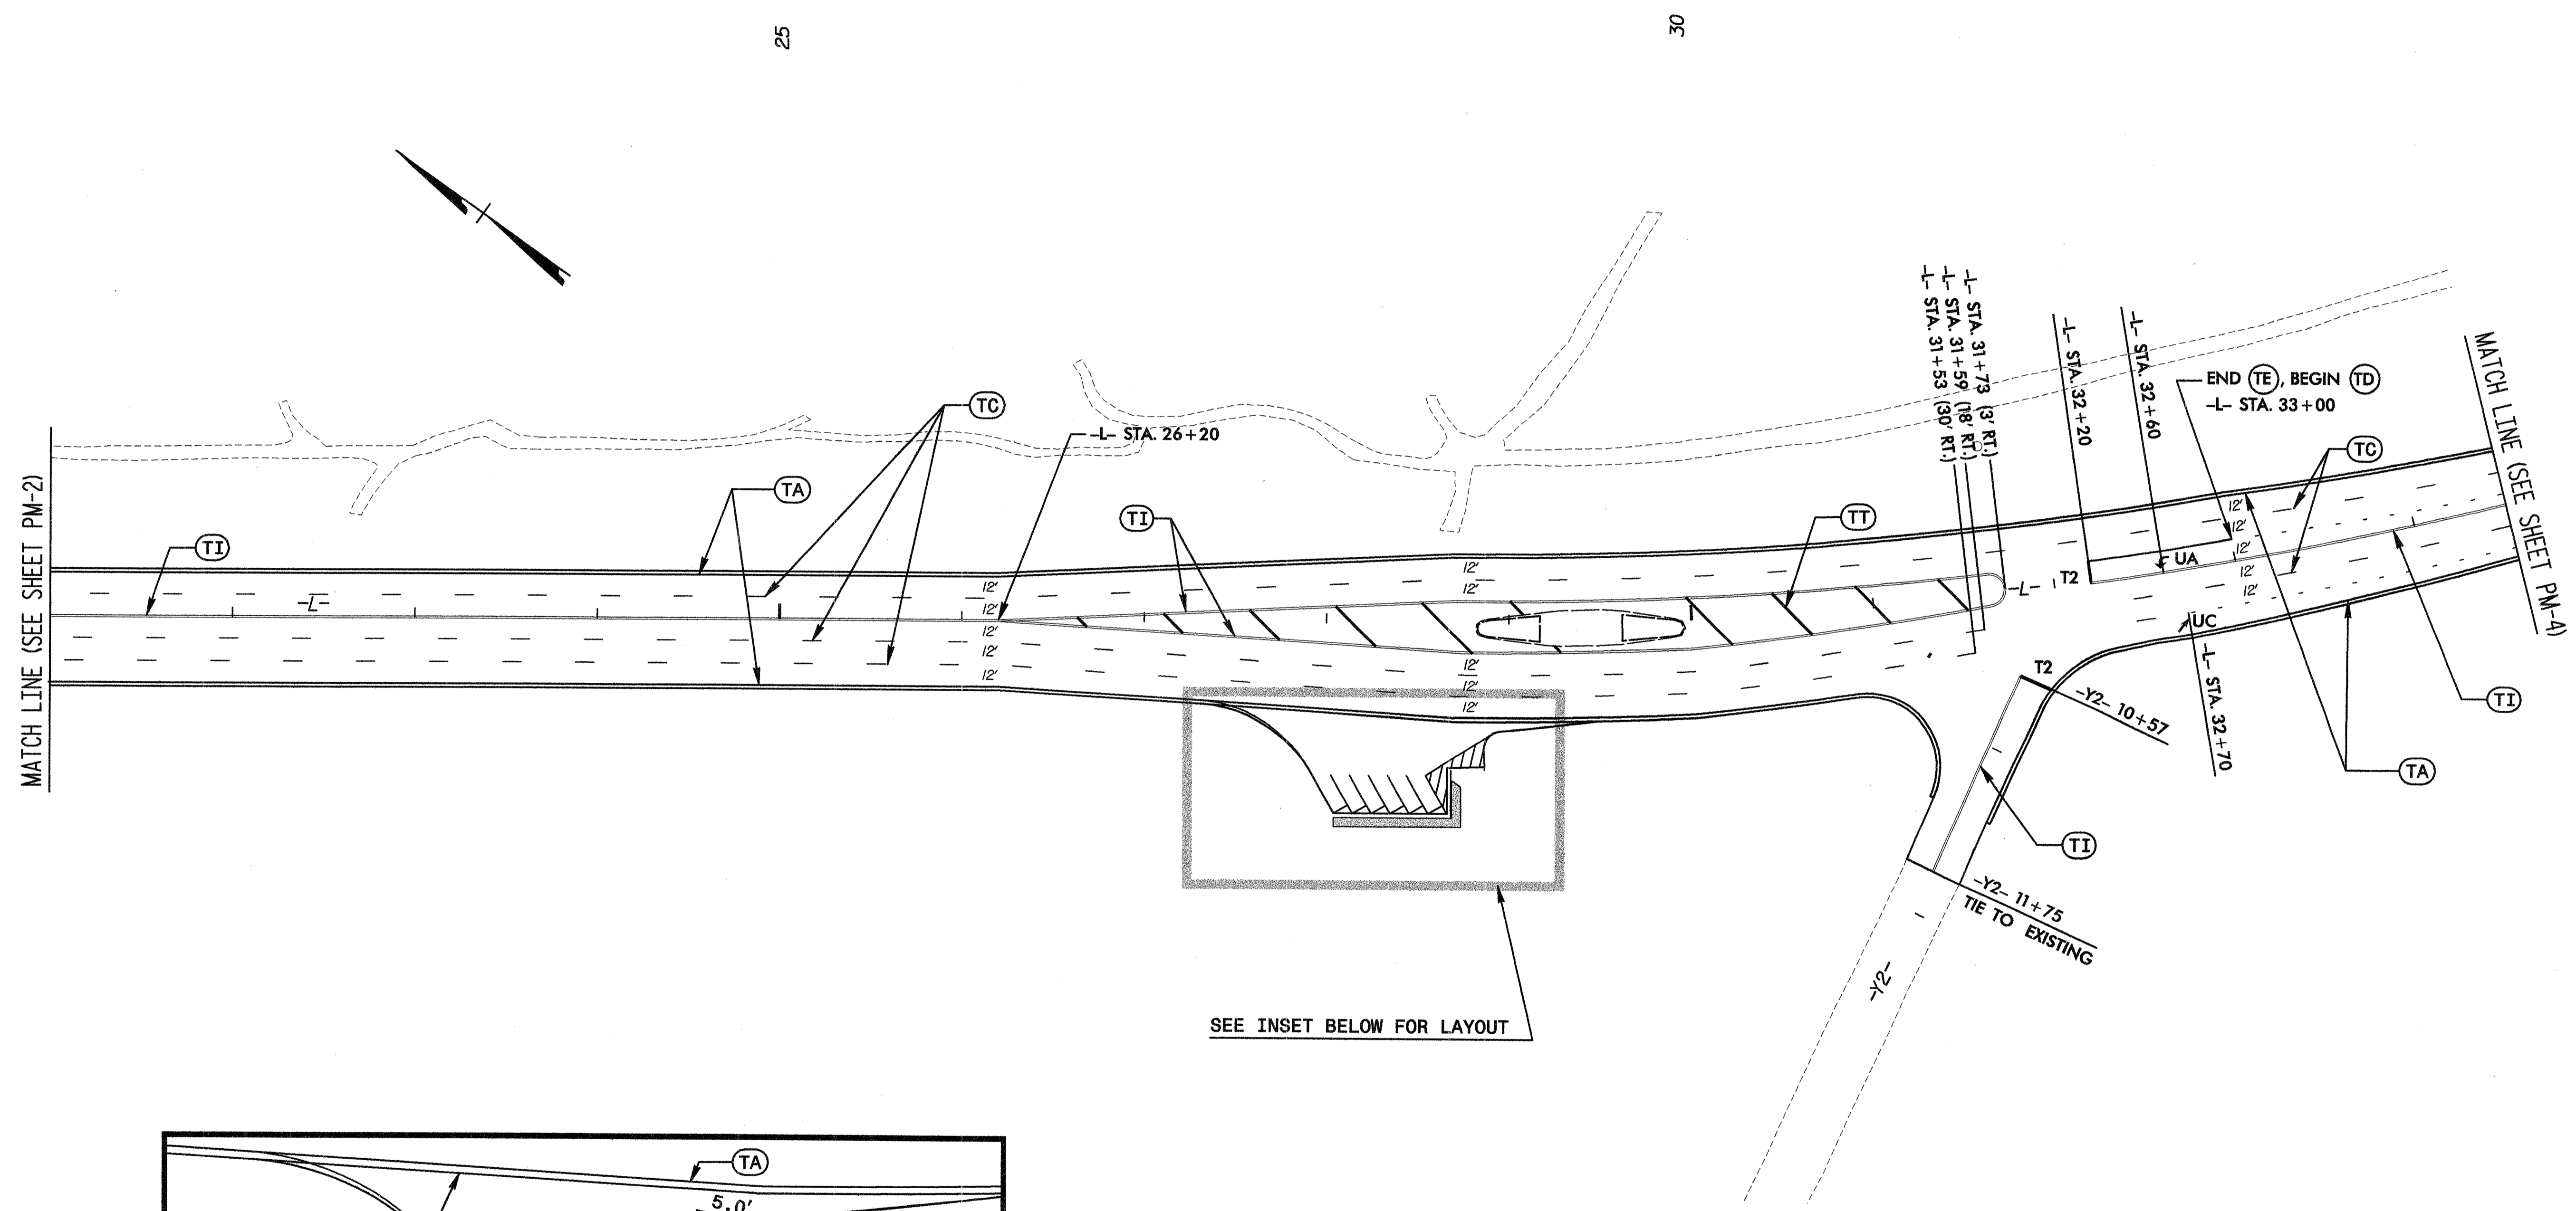 25
30
MATCH LINE (SEE SHEET PM-2)
TI
-L-
TA
TC
-L- STA. 26+20
TI
TT
12'
12'
12'
12'
12'
12'
12'
12'
12'
-L- STA. 31+53 (30' RT.)
-L- STA. 31+59 (18' RT.)
-L- STA. 31+73 (3' RT.)
-L-
T2
-L- STA. 32+20
-L- STA. 32+60
END TE, BEGIN TD
-L- STA. 33+00
TC
MATCH LINE (SEE SHEET PM-4)
12'
12'
12'
12'
12'
UA
UC
-L- STA. 32+70
T2
-Y2- 10+57
TI
TA
TI
-Y2- 11+75
TIE TO EXISTING
-Y2-
SEE INSET BELOW FOR LAYOUT
TA
5.0'